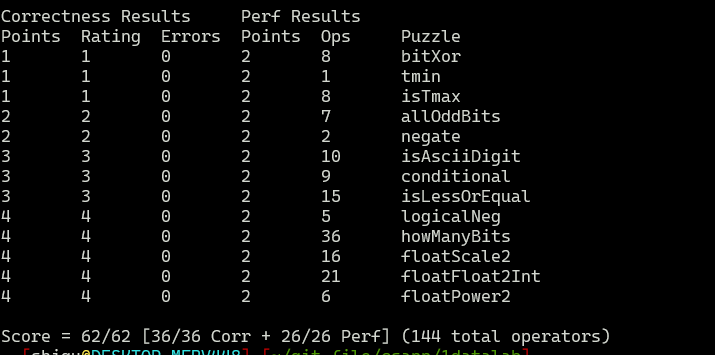 Correctness Results     Perf Results
Points  Rating  Errors  Points  Ops     Puzzle
1       1       0       2       8       bitXor
1       1       0       2       1       tmin
1       1       0       2       8       isTmax
2       2       0       2       7       allOddBits
2       2       0       2       2       negate
3       3       0       2       10      isAsciiDigit
3       3       0       2       9       conditional
3       3       0       2       15      isLessOrEqual
4       4       0       2       5       logicalNeg
4       4       0       2       36      howManyBits
4       4       0       2       16      floatScale2
4       4       0       2       21      floatFloat2Int
4       4       0       2       6       floatPower2
Score = 62/62 [36/36 Corr + 26/26 Perf] (144 total operators)